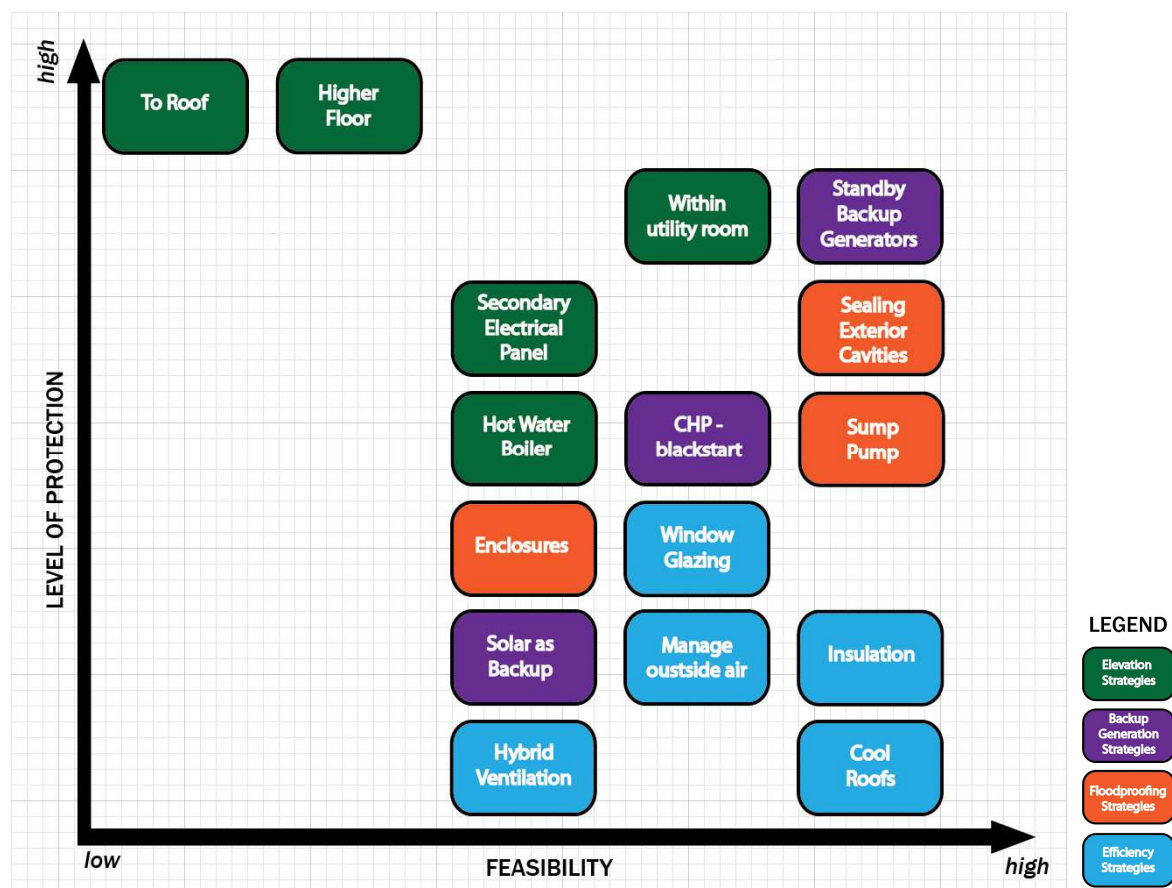 high
To Roof
Higher
Floor
Within
utility room
Standby
Backup
Generators
Secondary
Electrical
Panel
Sealing
Exterior
Cavities
Hot Water
Boiler
CHP -
blackstart
Sump
Pump
Enclosures
Window
Glazing
Solar as
Backup
Manage
oustside air
Insulation
Hybrid
Ventilation
Cool
Roofs
LEVEL OF PROTECTION
low
FEASIBILITY
high
LEGEND
Elevation
Strategies
Backup
Generation
Strategies
Floodproofing
Strategies
Efficiency
Strategies